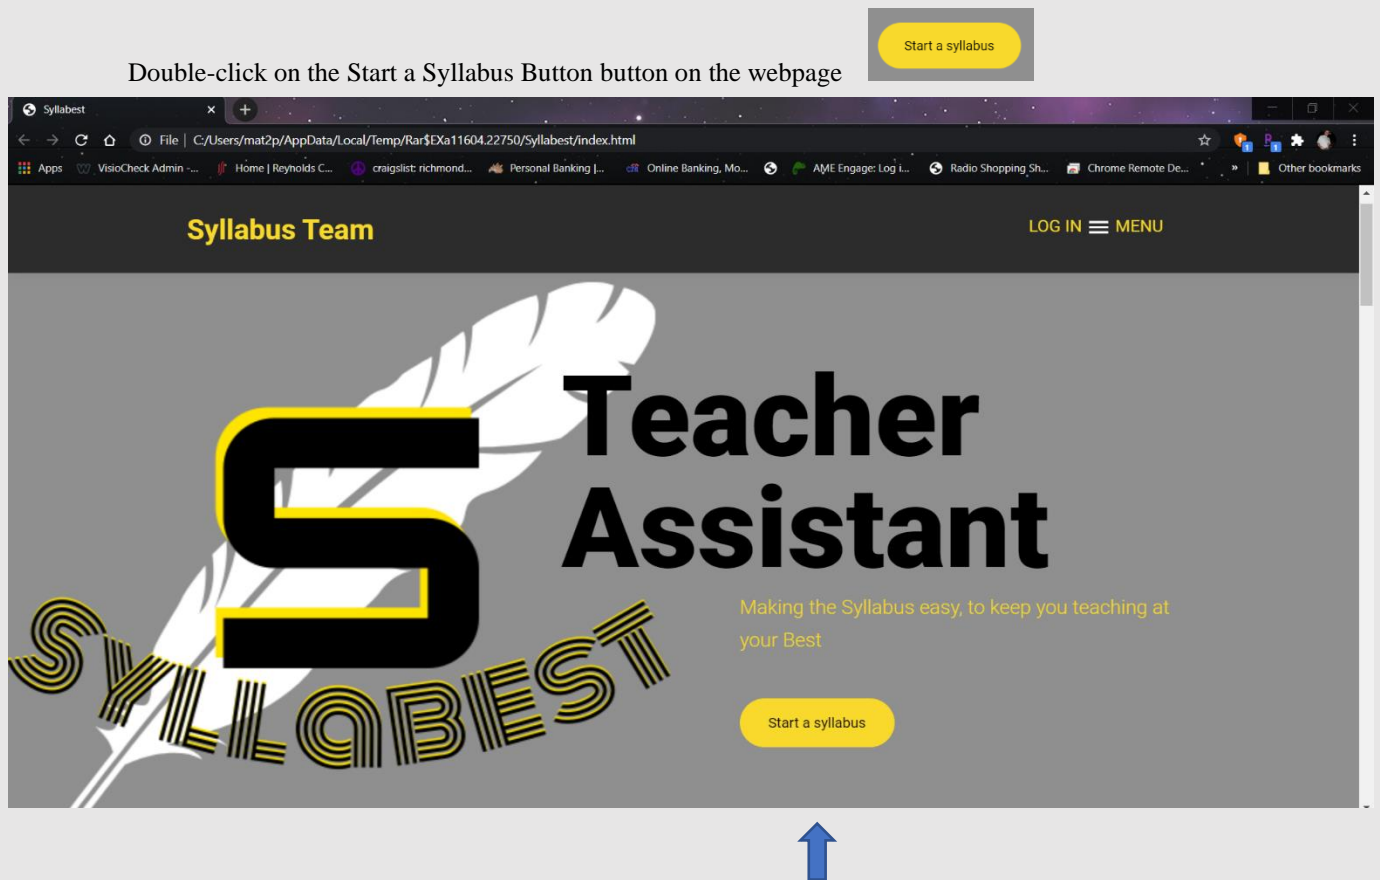 Start a syllabus
Double-click on the Start a Syllabus Button button on the webpage
Syllabest
File | C:/Users/mat2p/AppData/Local/Temp/Rar$EXa11604.22750/Syllabest/index.html
Apps VisioCheck Admin -... Home | Reynolds C... craigslist: richmond... Personal Banking |... Online Banking, Mo... AME Engage: Log i... Radio Shopping Sh... Chrome Remote De... » Other bookmarks
Syllabus Team
LOG IN MENU
Teacher
Assistant
S
SYLLABEST
Making the Syllabus easy, to keep you teaching at
your Best
Start a syllabus